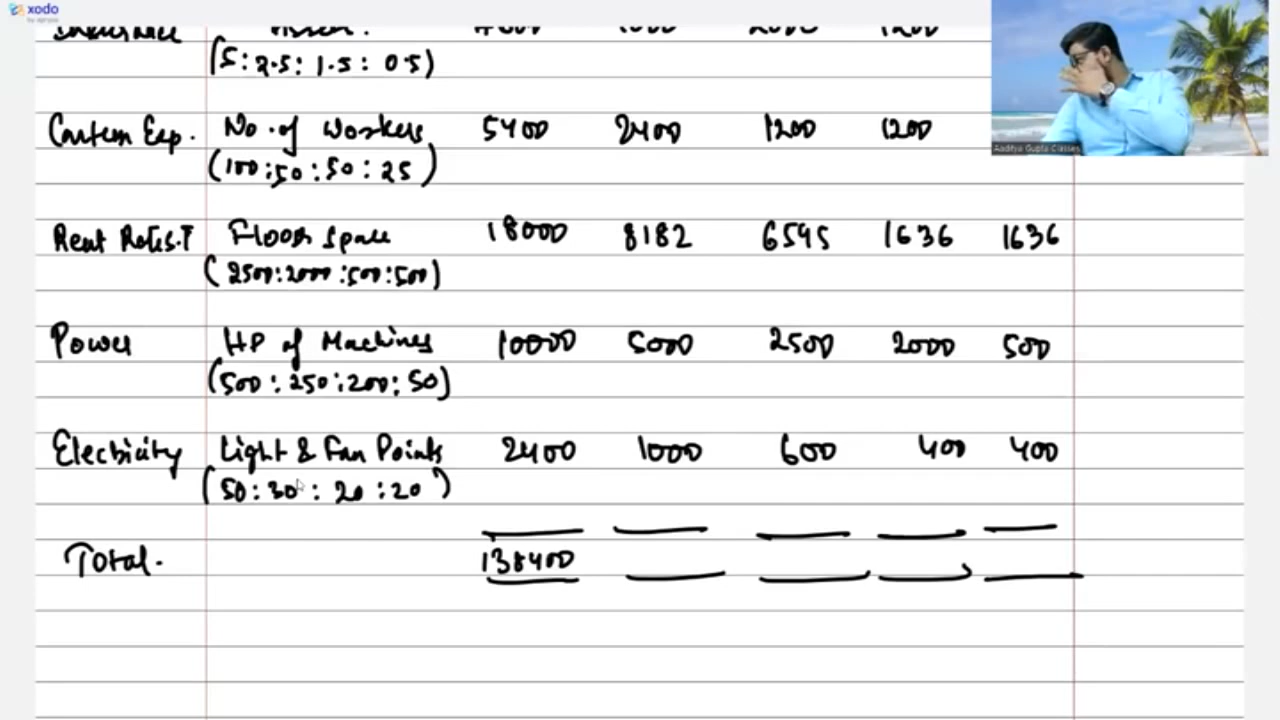 xodo
by apryse
(5:2.5:1.5:0.5)
Canteen Exp. No. of Workers 5400 2400 1200 1200
(100:50:50:25)
Rent Rates.T Floor Space 18000 8182 6545 1636 1636
(2500:2000:500:500)
Power HP of Machines 10000 5000 2500 2000 500
(500:250:200:50)
Electricity Light & Fan Points 2400 1000 600 400 400
(50:30:20:20)
Total. 138400
Aaditya Gupta Classes